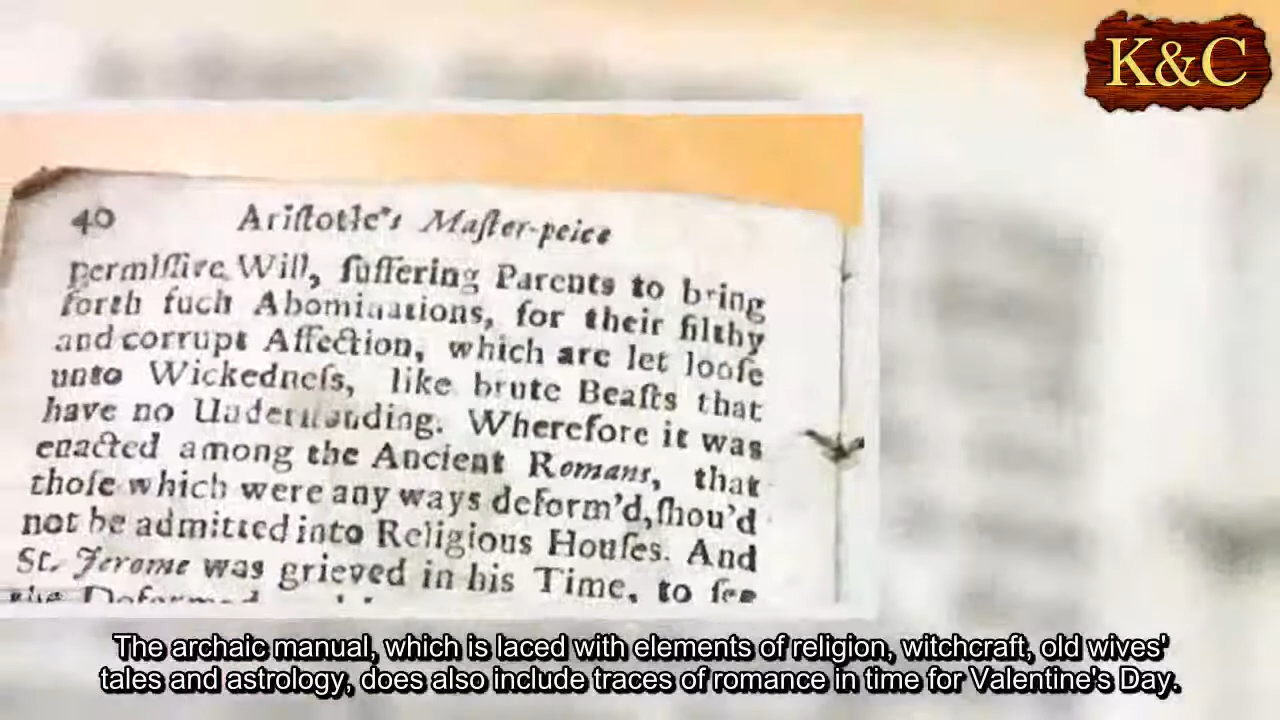 K&C
40 Ariſtotle's Maſter-peice
permiſſive Will, ſuffering Parents to bring
forth ſuch Abominations, for their filthy
and corrupt Affection, which are let looſe
unto Wickedneſs, like brute Beaſts that
have no Underſtanding. Wherefore it was
enacted among the Ancient Romans, that
thoſe which were any ways deform'd, ſhou'd
not be admitted into Religious Houſes. And
St. Jerome was grieved in his Time, to ſee
the Deformed
The archaic manual, which is laced with elements of religion, witchcraft, old wives'
tales and astrology, does also include traces of romance in time for Valentine's Day.